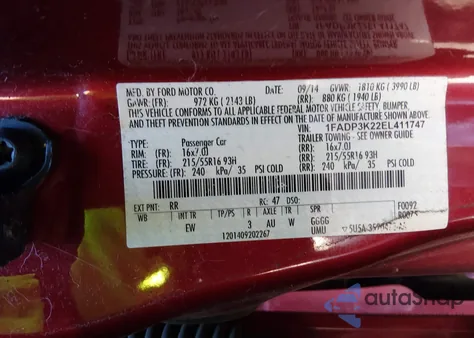 MFD. BY FORD MOTOR CO.
DATE: 09/14 GVWR: 1810 KG ( 3990 LB)
GAWR: (FR): 972 KG ( 2143 LB) (RR): 880 KG ( 1940 LB)
THIS VEHICLE CONFORMS TO ALL APPLICABLE FEDERAL MOTOR VEHICLE SAFETY, BUMPER,
AND THEFT PREVENTION STANDARDS IN EFFECT ON THE DATE OF MANUFACTURE SHOWN ABOVE.
VIN: 1FADP3K22EL411747
TYPE: Passenger Car TRAILER TOWING - SEE OWNER GUIDE
RIM: (FR) 16x7.0J (RR): 16x7.0J
TIRE: (FR) 215/55R16 93H (RR): 215/55R16 93H
PRESSURE: (FR) 240 kPa/ 35 PSI COLD (RR): 240 kPa/ 35 PSI COLD
EXT PNT: RR RC: 47 DSO: F0092
WB INT TR TP/PS R AXLE TR SPR
EW 3 AU W GGGG
UMU
1201409202267
autosnap